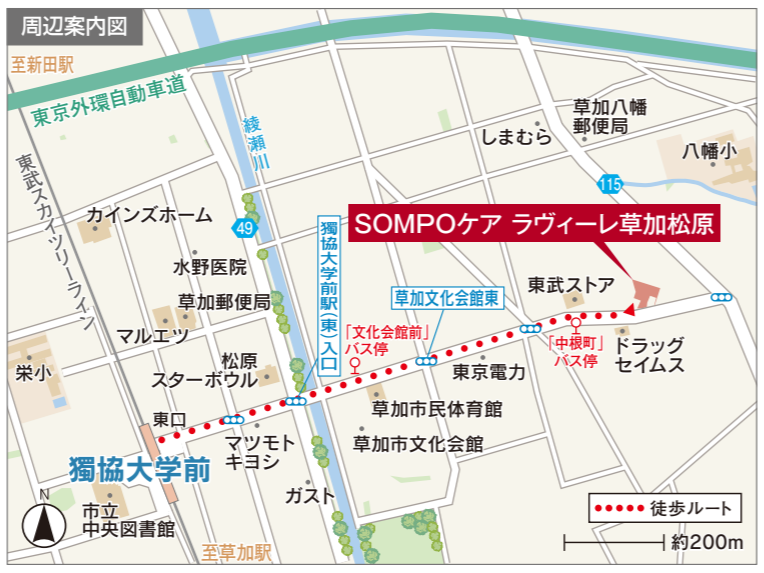 周辺案内図
至新田駅
東京外環自動車道
綾瀬川
草加八幡
郵便局
しまむら
八幡小
115
東武スカイツリーライン
カインズホーム
49
獨協大学前駅(東)入口
SOMPOケア ラヴィーレ草加松原
水野医院
草加郵便局
草加文化会館東
東武ストア
マルエツ
「文化会館前」
バス停
「中根町」
バス停
ドラッグ
セイムス
栄小
松原
スターボウル
東京電力
東口
草加市民体育館
マツモト
キヨシ
草加市文化会館
獨協大学前
ガスト
N
市立
中央図書館
徒歩ルート
至草加駅
約200m